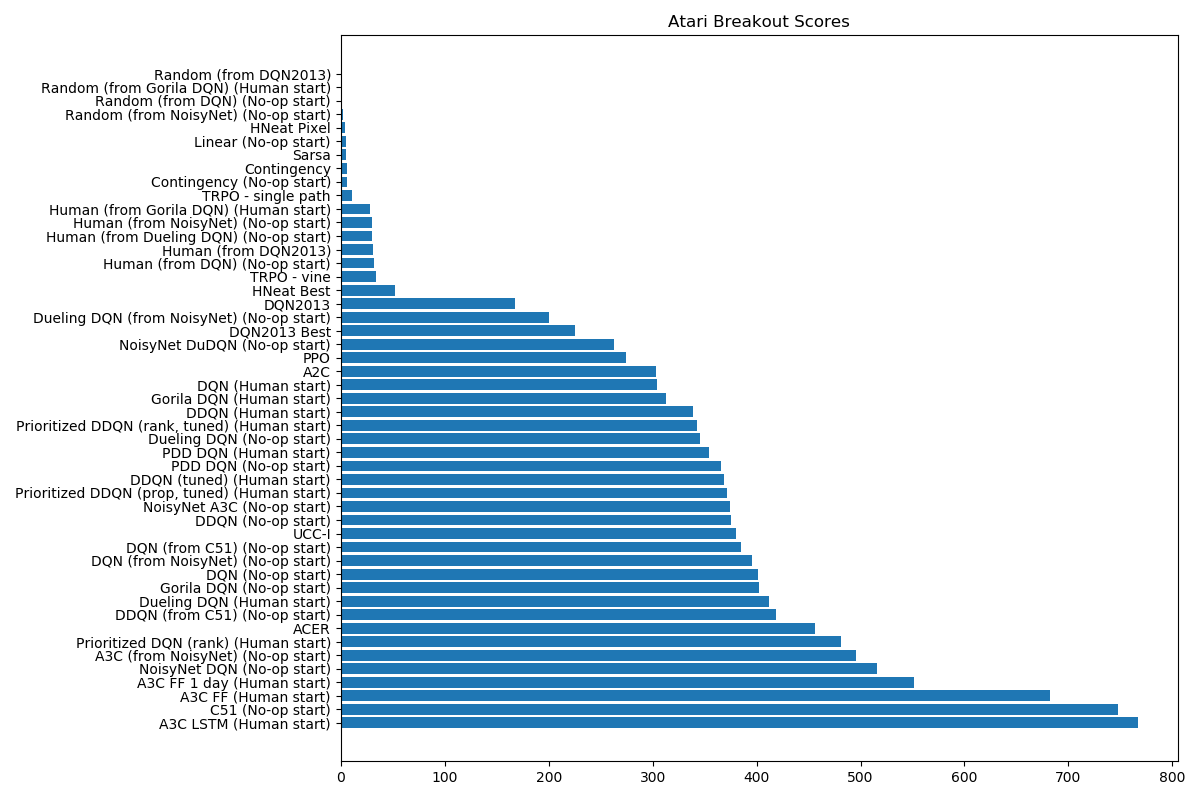 Atari Breakout Scores
Random (from DQN2013)
Random (from Gorila DQN) (Human start)
Random (from DQN) (No-op start)
Random (from NoisyNet) (No-op start)
HNeat Pixel
Linear (No-op start)
Sarsa
Contingency
Contingency (No-op start)
TRPO - single path
Human (from Gorila DQN) (Human start)
Human (from NoisyNet) (No-op start)
Human (from Dueling DQN) (No-op start)
Human (from DQN2013)
Human (from DQN) (No-op start)
TRPO - vine
HNeat Best
DQN2013
Dueling DQN (from NoisyNet) (No-op start)
DQN2013 Best
NoisyNet DuDQN (No-op start)
PPO
A2C
DQN (Human start)
Gorila DQN (Human start)
DDQN (Human start)
Prioritized DDQN (rank, tuned) (Human start)
Dueling DQN (No-op start)
PDD DQN (Human start)
PDD DQN (No-op start)
DDQN (tuned) (Human start)
Prioritized DDQN (prop, tuned) (Human start)
NoisyNet A3C (No-op start)
DDQN (No-op start)
UCC-I
DQN (from C51) (No-op start)
DQN (from NoisyNet) (No-op start)
DQN (No-op start)
Gorila DQN (No-op start)
Dueling DQN (Human start)
DDQN (from C51) (No-op start)
ACER
Prioritized DQN (rank) (Human start)
A3C (from NoisyNet) (No-op start)
NoisyNet DQN (No-op start)
A3C FF 1 day (Human start)
A3C FF (Human start)
C51 (No-op start)
A3C LSTM (Human start)
0 100 200 300 400 500 600 700 800